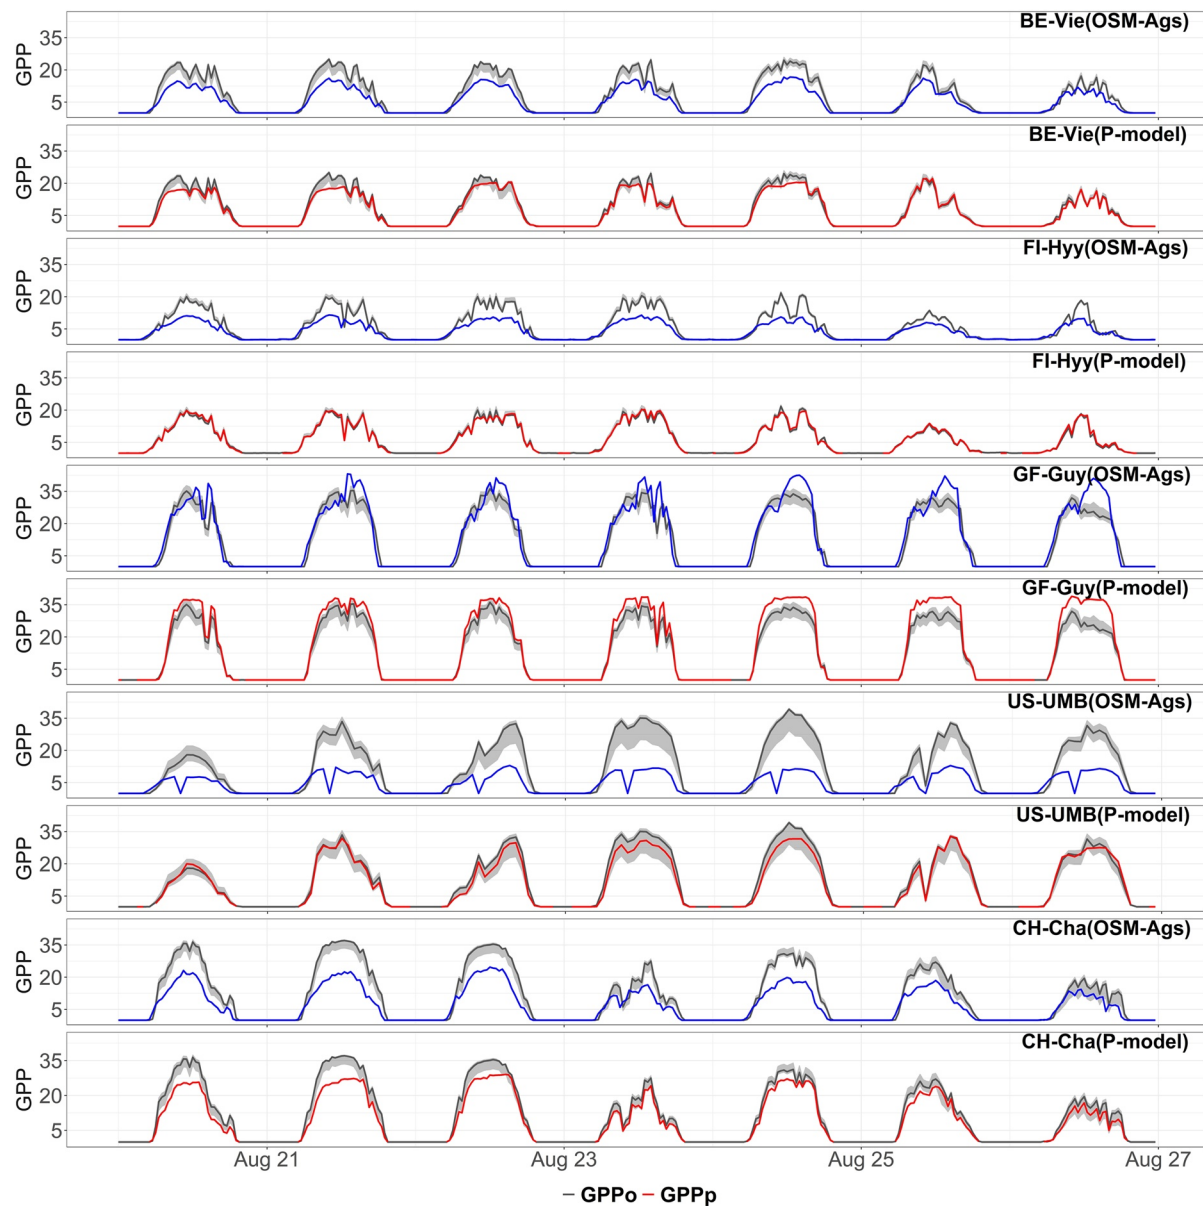 BE-Vie(OSM-Ags)
GPP
35
20
5
BE-Vie(P-model)
GPP
35
20
5
FI-Hyy(OSM-Ags)
GPP
35
20
5
FI-Hyy(P-model)
GPP
35
20
5
GF-Guy(OSM-Ags)
GPP
35
20
5
GF-Guy(P-model)
GPP
35
20
5
US-UMB(OSM-Ags)
GPP
35
20
5
US-UMB(P-model)
GPP
35
20
5
CH-Cha(OSM-Ags)
GPP
35
20
5
CH-Cha(P-model)
GPP
35
20
5
Aug 21 Aug 23 Aug 25 Aug 27
GPPo GPPp